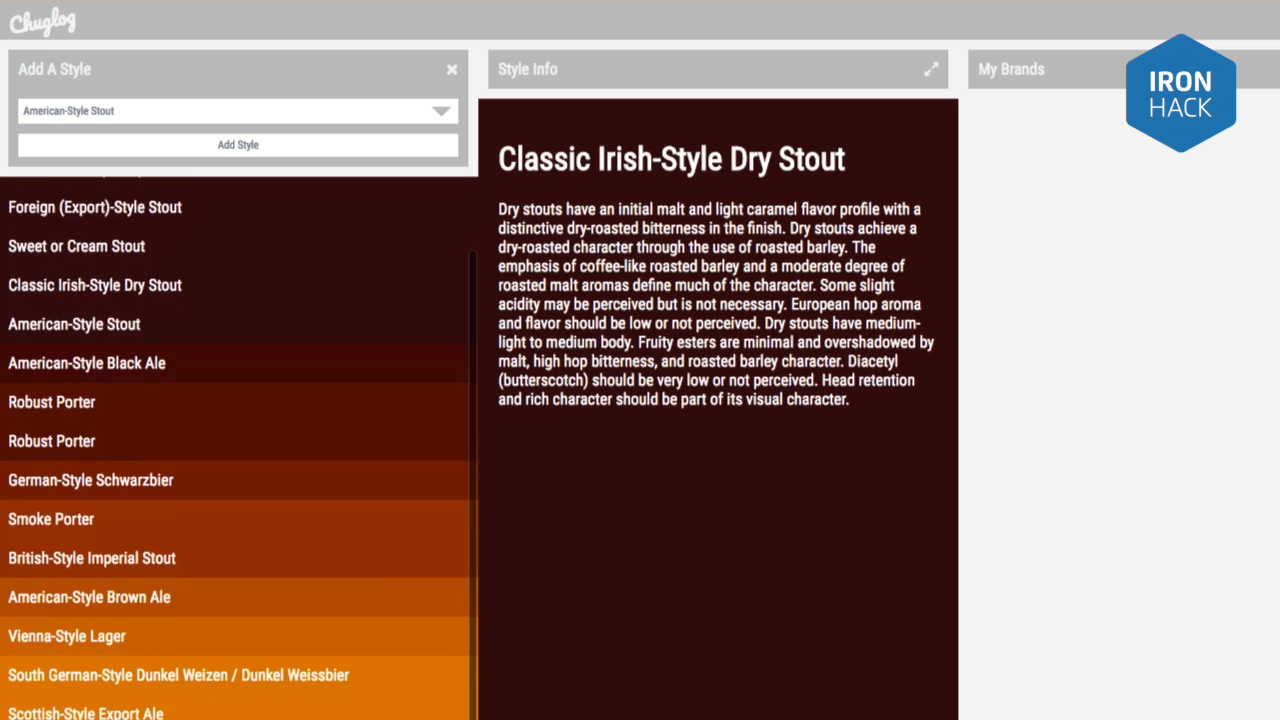 Chuglog
Add A Style
American-Style Stout
Add Style
Foreign (Export)-Style Stout
Sweet or Cream Stout
Classic Irish-Style Dry Stout
American-Style Stout
American-Style Black Ale
Robust Porter
Robust Porter
German-Style Schwarzbier
Smoke Porter
British-Style Imperial Stout
American-Style Brown Ale
Vienna-Style Lager
South German-Style Dunkel Weizen / Dunkel Weissbier
Scottish-Style Export Ale
Style Info
Classic Irish-Style Dry Stout
Dry stouts have an initial malt and light caramel flavor profile with a
distinctive dry-roasted bitterness in the finish. Dry stouts achieve a
dry-roasted character through the use of roasted barley. The
emphasis of coffee-like roasted barley and a moderate degree of
roasted malt aromas define much of the character. Some slight
acidity may be perceived but is not necessary. European hop aroma
and flavor should be low or not perceived. Dry stouts have medium-
light to medium body. Fruity esters are minimal and overshadowed by
malt, high hop bitterness, and roasted barley character. Diacetyl
(butterscotch) should be very low or not perceived. Head retention
and rich character should be part of its visual character.
My Brands
IRON
HACK